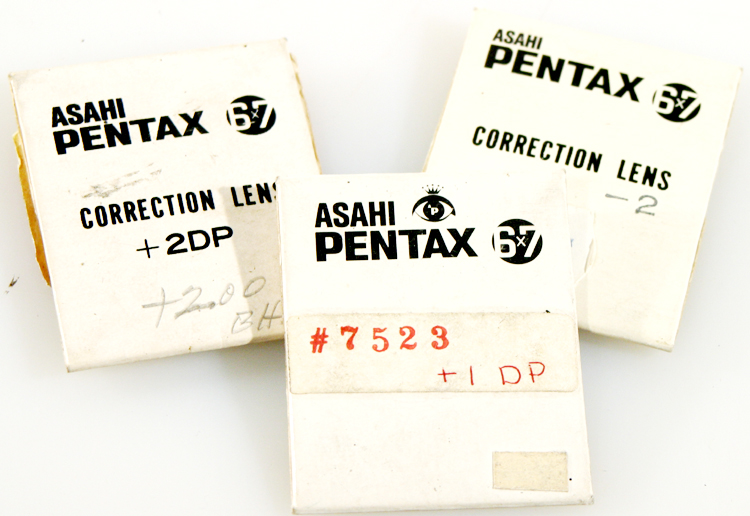 ASAHI
PENTAX 6x7
CORRECTION LENS
+2DP
+2.00
BH
ASAHI
PENTAX 6x7
#7523
+1 DP
ASAHI
PENTAX 6x7
CORRECTION LENS
-2